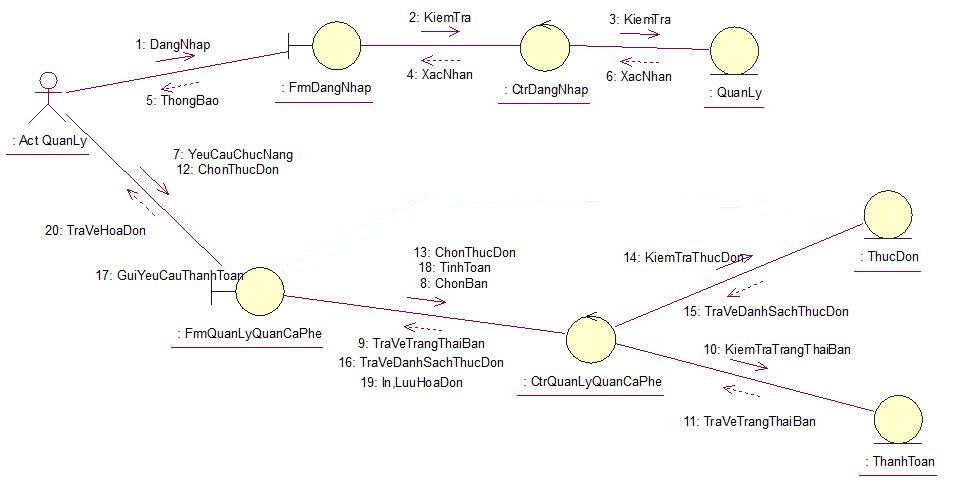 1: DangNhap
5: ThongBao
: Act QuanLy
: FrmDangNhap
2: KiemTra
4: XacNhan
: CtrDangNhap
3: KiemTra
6: XacNhan
: QuanLy
7: YeuCauChucNang
12: ChonThucDon
20: TraVeHoaDon
17: GuiYeuCauThanhToan
: FrmQuanLyQuanCaPhe
13: ChonThucDon
18: TinhToan
8: ChonBan
9: TraVeTrangThaiBan
16: TraVeDanhSachThucDon
19: In,LuuHoaDon
: CtrQuanLyQuanCaPhe
14: KiemTraThucDon
15: TraVeDanhSachThucDon
: ThucDon
10: KiemTraTrangThaiBan
11: TraVeTrangThaiBan
: ThanhToan